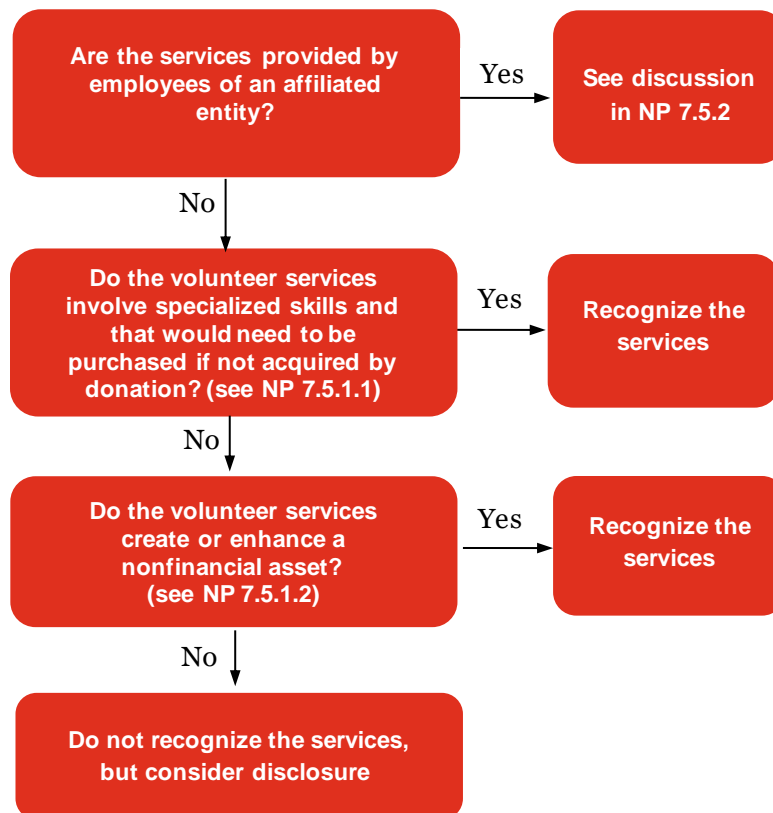 Are the services provided by
employees of an affiliated
entity?
Yes
See discussion
in NP 7.5.2
No
Do the volunteer services
involve specialized skills and
that would need to be
purchased if not acquired by
donation? (see NP 7.5.1.1)
Yes
Recognize the
services
No
Do the volunteer services
create or enhance a
nonfinancial asset?
(see NP 7.5.1.2)
Yes
Recognize the
services
No
Do not recognize the services,
but consider disclosure